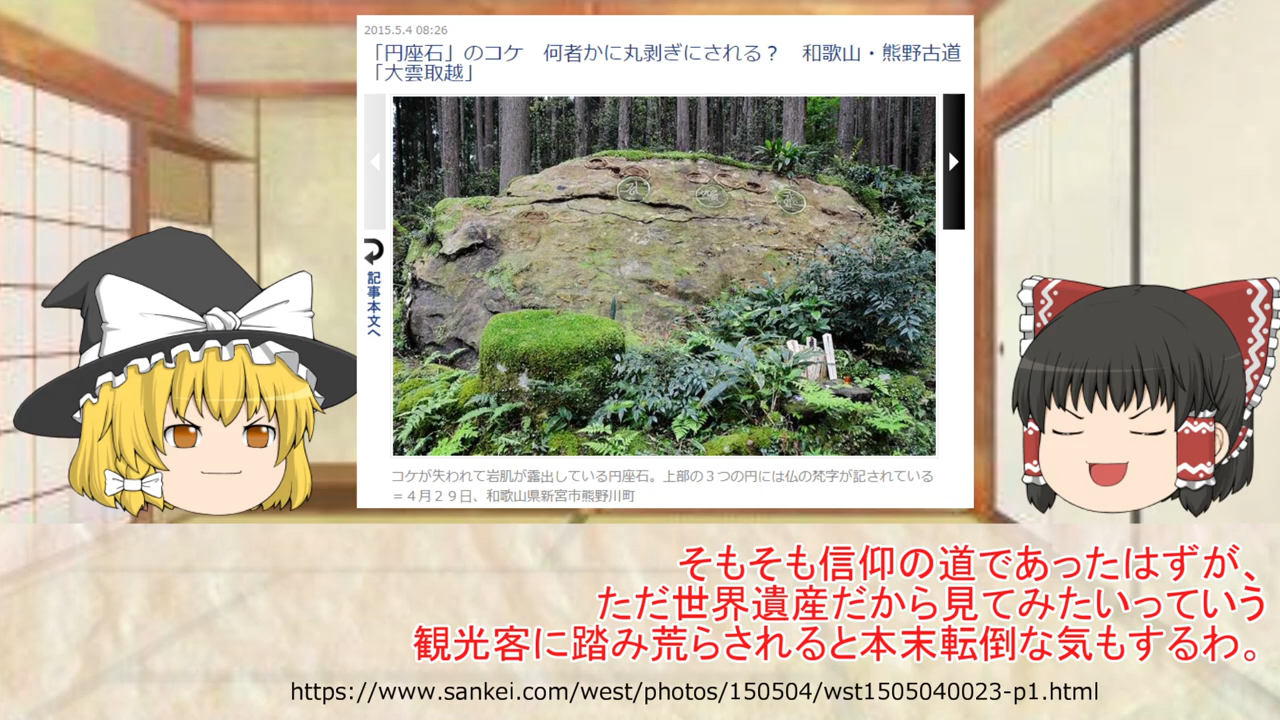 2015.5.4 08:26
「円座石」のコケ　何者かに丸剥ぎにされる？　和歌山・熊野古道
「大雲取越」
記事本文へ
コケが失われて岩肌が露出している円座石。上部の３つの円には仏の梵字が記されている
＝４月２９日、和歌山県新宮市熊野川町
そもそも信仰の道であったはずが、
ただ世界遺産だから見てみたいっていう
観光客に踏み荒らされると本末転倒な気もするわ。
https://www.sankei.com/west/photos/150504/wst1505040023-p1.html